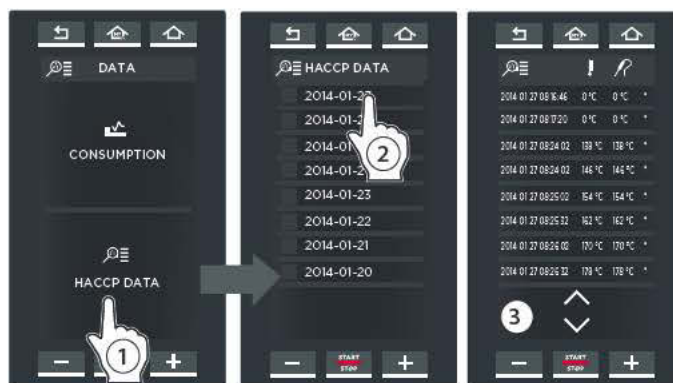 DATA
CONSUMPTION
HACCP DATA
1
HACCP DATA
2014-01-2
2014-01-2
2014-01
2014-01-2
2014-01-23
2014-01-22
2014-01-21
2014-01-20
2
START
STOP
2014 01 27 08:16:46 0 °C 0 °C *
2014 01 27 08:17:20 0 °C 0 °C *
2014 01 27 08:24:02 138 °C *
2014 01 27 08:24:02 146 °C 146 °C *
2014 01 27 08:25:02 154 °C 154 °C *
2014 01 27 08:25:32 162 °C 162 °C *
2014 01 27 08:26:02 170 °C 170 °C *
2014 01 27 08:26:32 178 °C 178 °C *
3
START
STOP